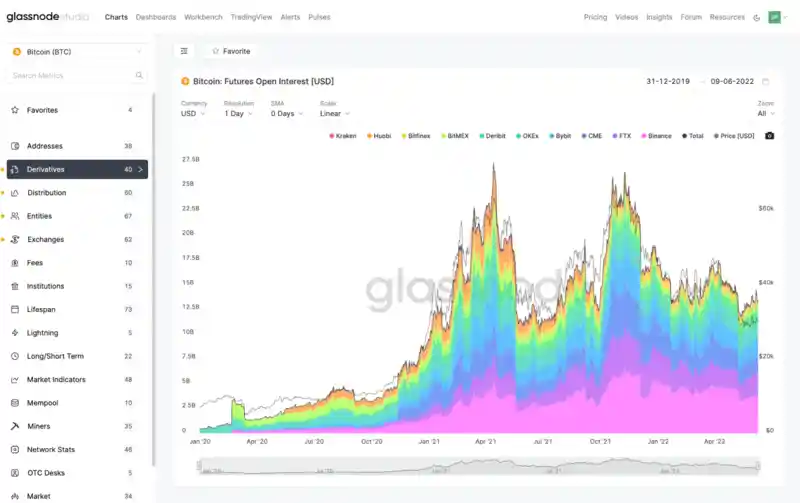 glassnode studio Charts Dashboards Workbench TradingView Alerts Pulses Pricing Videos Insights Forum Resources
Bitcoin (BTC)
Search Metrics
Favorites 4
Addresses 38
Derivatives 40
Distribution 60
Entities 67
Exchanges 63
Fees 10
Institutions 15
Lifespan 73
Lightning 5
Long/Short Term 22
Market Indicators 48
Mempool 10
Miners 35
Network Stats 46
OTC Desks 5
Market 34
Favorite
Bitcoin: Futures Open Interest [USD] 31-12-2019 → 09-06-2022
Currency Resolution SMA Scale Zoom
USD 1 Day 0 Days Linear All
Kraken Huobi Bitfinex BitMEX Deribit OKEx Bybit CME FTX Binance Total Price [USD]
27.5B
25B
22.5B $60k
20B
17.5B
15B $40k
12.5B
10B
7.5B $20k
5B
2.5B
0 $0
glassnode
Jan '20 Apr '20 Jul '20 Oct '20 Jan '21 Apr '21 Jul '21 Oct '21 Jan '22 Apr '22